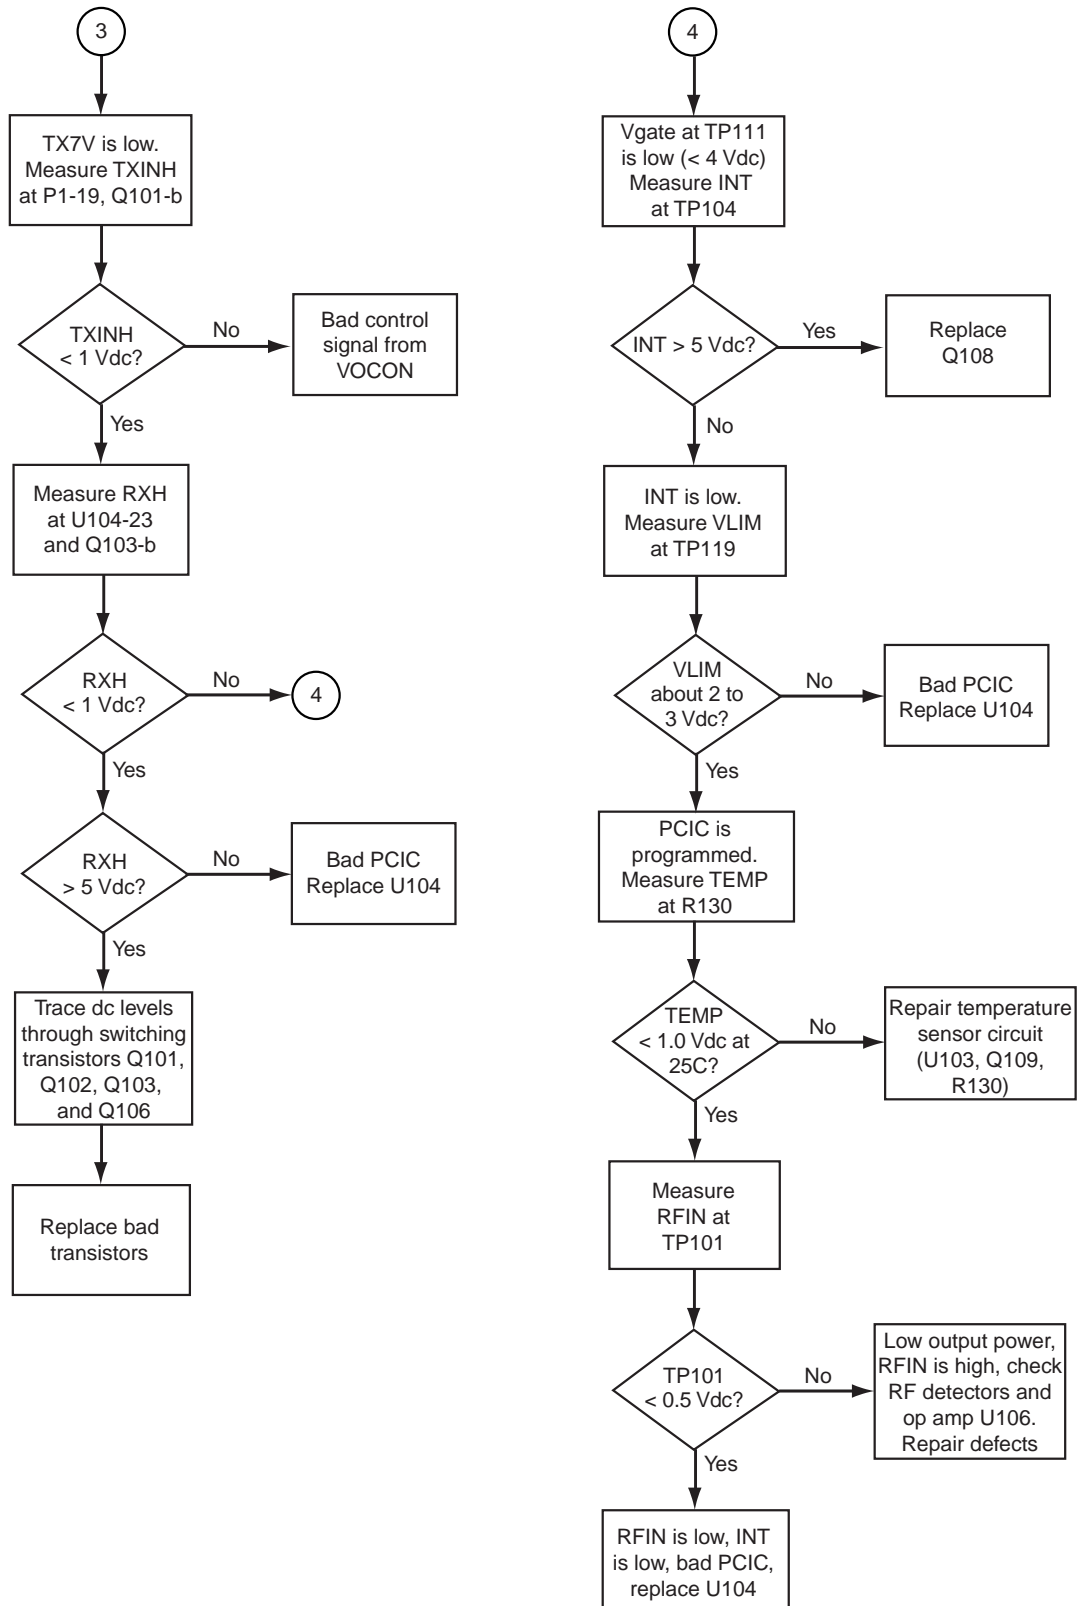 3
TX7V is low.
Measure TXINH
at P1-19, Q101-b
TXINH
< 1 Vdc?
No
Bad control
signal from
VOCON
Yes
Measure RXH
at U104-23
and Q103-b
RXH
< 1 Vdc?
No
4
Yes
RXH
> 5 Vdc?
No
Bad PCIC
Replace U104
Yes
Trace dc levels
through switching
transistors Q101,
Q102, Q103,
and Q106
Replace bad
transistors
4
Vgate at TP111
is low (< 4 Vdc)
Measure INT
at TP104
INT > 5 Vdc?
Yes
Replace
Q108
No
INT is low.
Measure VLIM
at TP119
VLIM
about 2 to
3 Vdc?
No
Bad PCIC
Replace U104
Yes
PCIC is
programmed.
Measure TEMP
at R130
TEMP
< 1.0 Vdc at
25C?
No
Repair temperature
sensor circuit
(U103, Q109,
R130)
Yes
Measure
RFIN at
TP101
TP101
< 0.5 Vdc?
No
Low output power,
RFIN is high, check
RF detectors and
op amp U106.
Repair defects
Yes
RFIN is low, INT
is low, bad PCIC,
replace U104